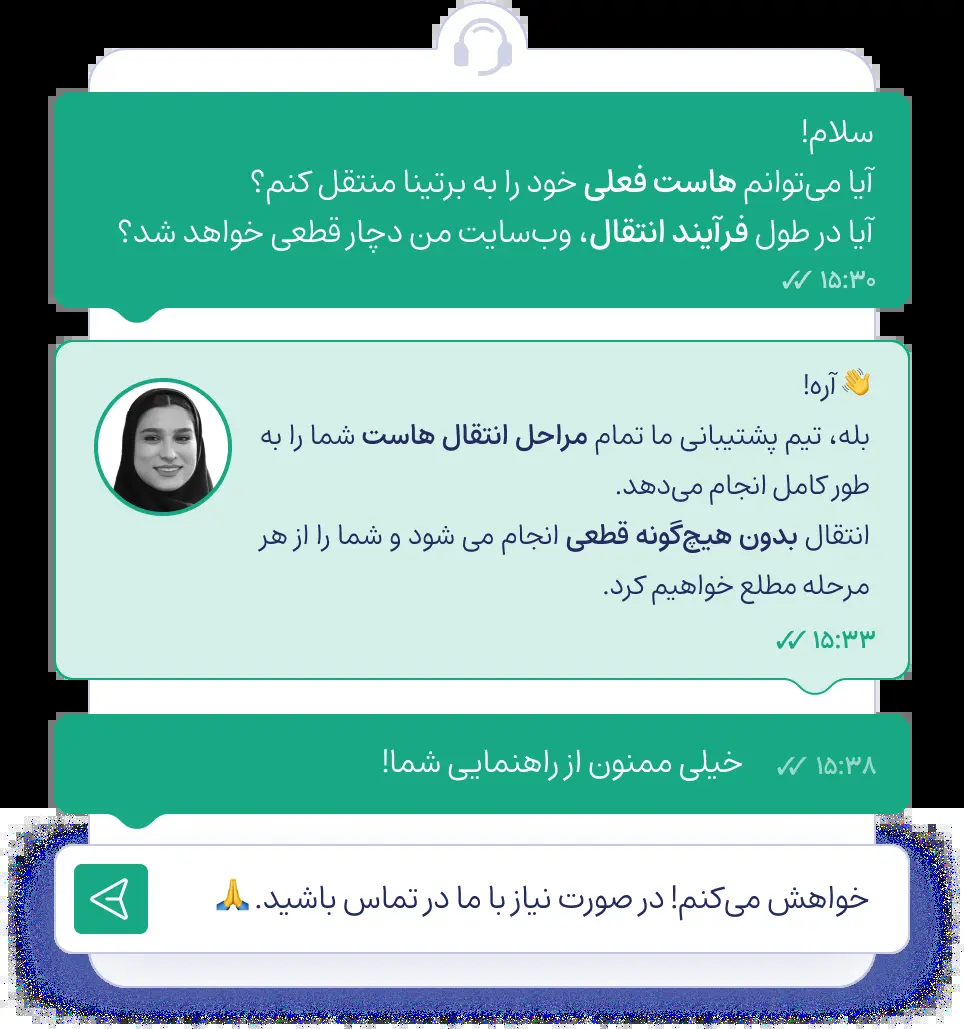 سلام!
آیا می‌توانم هاست فعلی خود را به برتینا منتقل کنم؟
آیا در طول فرآیند انتقال، وب‌سایت من دچار قطعی خواهد شد؟
۱۵:۳۰
👋 آره!
بله، تیم پشتیبانی ما تمام مراحل انتقال هاست شما را به
طور کامل انجام می‌دهد.
انتقال بدون هیچ‌گونه قطعی انجام می شود و شما را از هر
مرحله مطلع خواهیم کرد.
۱۵:۳۳
۱۵:۳۸ خیلی ممنون از راهنمایی شما!
خواهش می‌کنم! در صورت نیاز با ما در تماس باشید. 🙏